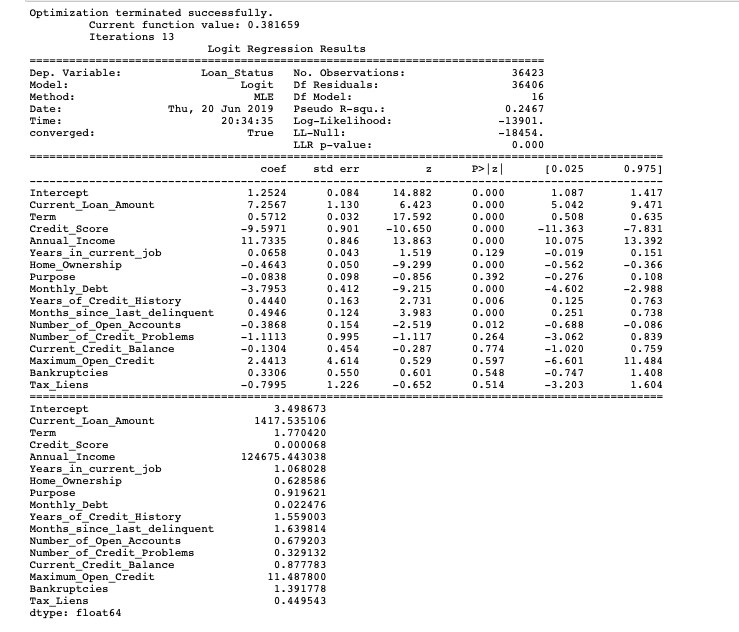 Optimization terminated successfully.
Current function value: 0.381659
Iterations 13
Logit Regression Results
==============================================================================
Dep. Variable: Loan_Status No. Observations: 36423
Model: Logit Df Residuals: 36406
Method: MLE Df Model: 16
Date: Thu, 20 Jun 2019 Pseudo R-squ.: 0.2467
Time: 20:34:35 Log-Likelihood: -13901.
converged: True LL-Null: -18454.
LLR p-value: 0.000
==============================================================================
coef std err z P>|z| [0.025 0.975]
------------------------------------------------------------------------------
Intercept 1.2524 0.084 14.882 0.000 1.087 1.417
Current_Loan_Amount 7.2567 1.130 6.423 0.000 5.042 9.471
Term 0.5712 0.032 17.592 0.000 0.508 0.635
Credit_Score -9.5971 0.901 -10.650 0.000 -11.363 -7.831
Annual_Income 11.7335 0.846 13.863 0.000 10.075 13.392
Years_in_current_job 0.0658 0.043 1.519 0.129 -0.019 0.151
Home_Ownership -0.4643 0.050 -9.299 0.000 -0.562 -0.366
Purpose -0.0838 0.098 -0.856 0.392 -0.276 0.108
Monthly_Debt -3.7953 0.412 -9.215 0.000 -4.602 -2.988
Years_of_Credit_History 0.4440 0.163 2.731 0.006 0.125 0.763
Months_since_last_delinquent 0.4946 0.124 3.983 0.000 0.251 0.738
Number_of_Open_Accounts -0.3868 0.154 -2.519 0.012 -0.688 -0.086
Number_of_Credit_Problems -1.1113 0.995 -1.117 0.264 -3.062 0.839
Current_Credit_Balance -0.1304 0.454 -0.287 0.774 -1.020 0.759
Maximum_Open_Credit 2.4413 4.614 0.529 0.597 -6.601 11.484
Bankruptcies 0.3306 0.550 0.601 0.548 -0.747 1.408
Tax_Liens -0.7995 1.226 -0.652 0.514 -3.203 1.604
==============================================================================
Intercept 3.498673
Current_Loan_Amount 1417.535106
Term 1.770420
Credit_Score 0.000068
Annual_Income 124675.443038
Years_in_current_job 1.068028
Home_Ownership 0.628586
Purpose 0.919621
Monthly_Debt 0.022476
Years_of_Credit_History 1.559003
Months_since_last_delinquent 1.639814
Number_of_Open_Accounts 0.679203
Number_of_Credit_Problems 0.329132
Current_Credit_Balance 0.877783
Maximum_Open_Credit 11.487800
Bankruptcies 1.391778
Tax_Liens 0.449543
dtype: float64